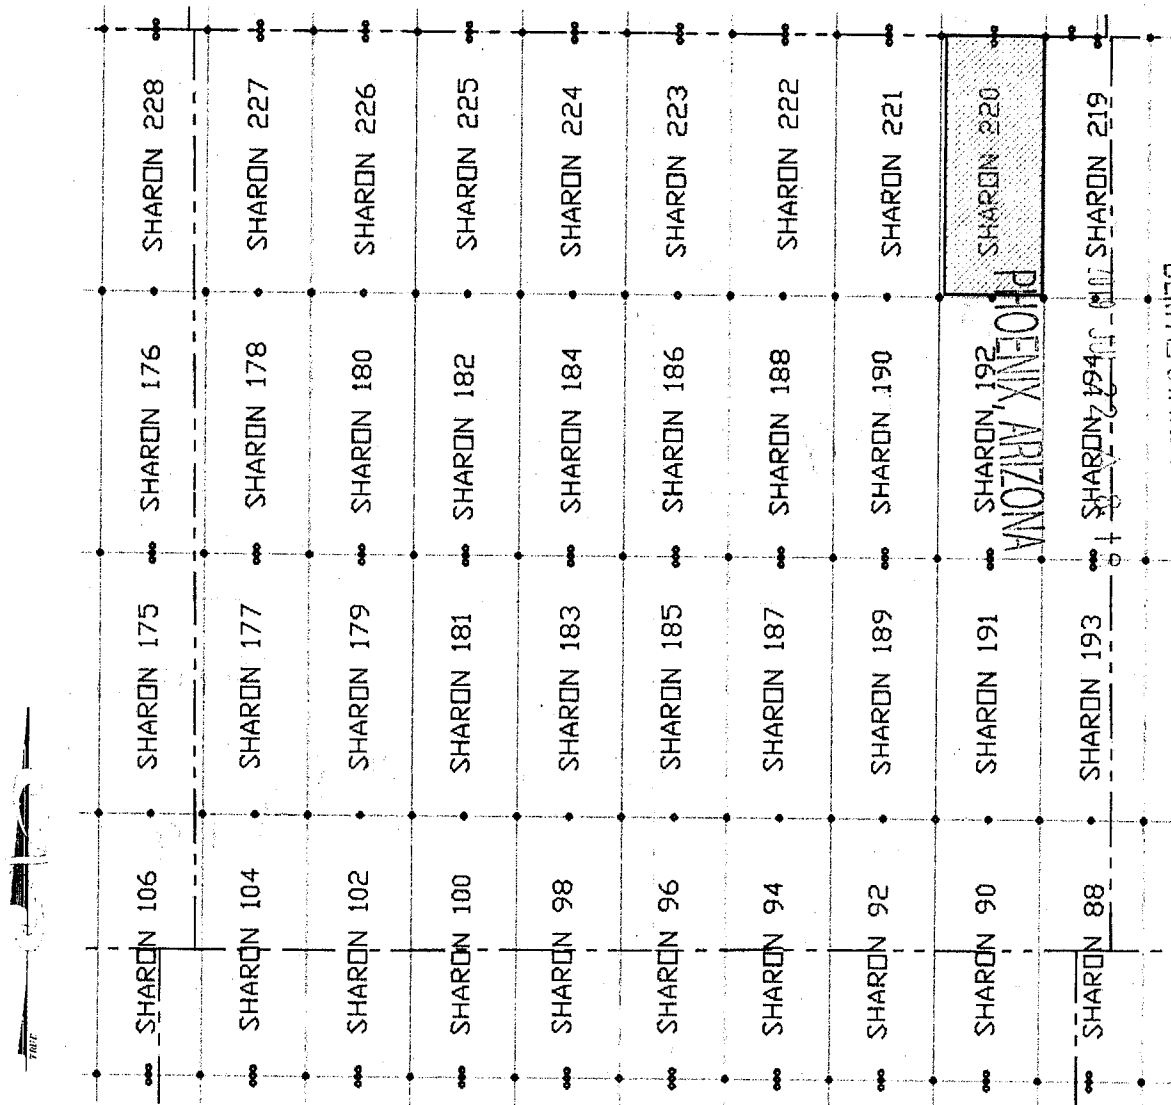 SHARON 228
SHARON 227
SHARON 226
SHARON 225
SHARON 224
SHARON 223
SHARON 222
SHARON 221
SHARON 220
SHARON 219
SHARON 176
SHARON 178
SHARON 180
SHARON 182
SHARON 184
SHARON 186
SHARON 188
SHARON 190
SHARON 192
SHARON 194
PHOENIX, ARIZONA
SHARON 175
SHARON 177
SHARON 179
SHARON 181
SHARON 183
SHARON 185
SHARON 187
SHARON 189
SHARON 191
SHARON 193
SHARON 106
SHARON 104
SHARON 102
SHARON 100
SHARON 98
SHARON 96
SHARON 94
SHARON 92
SHARON 90
SHARON 88
TRUE